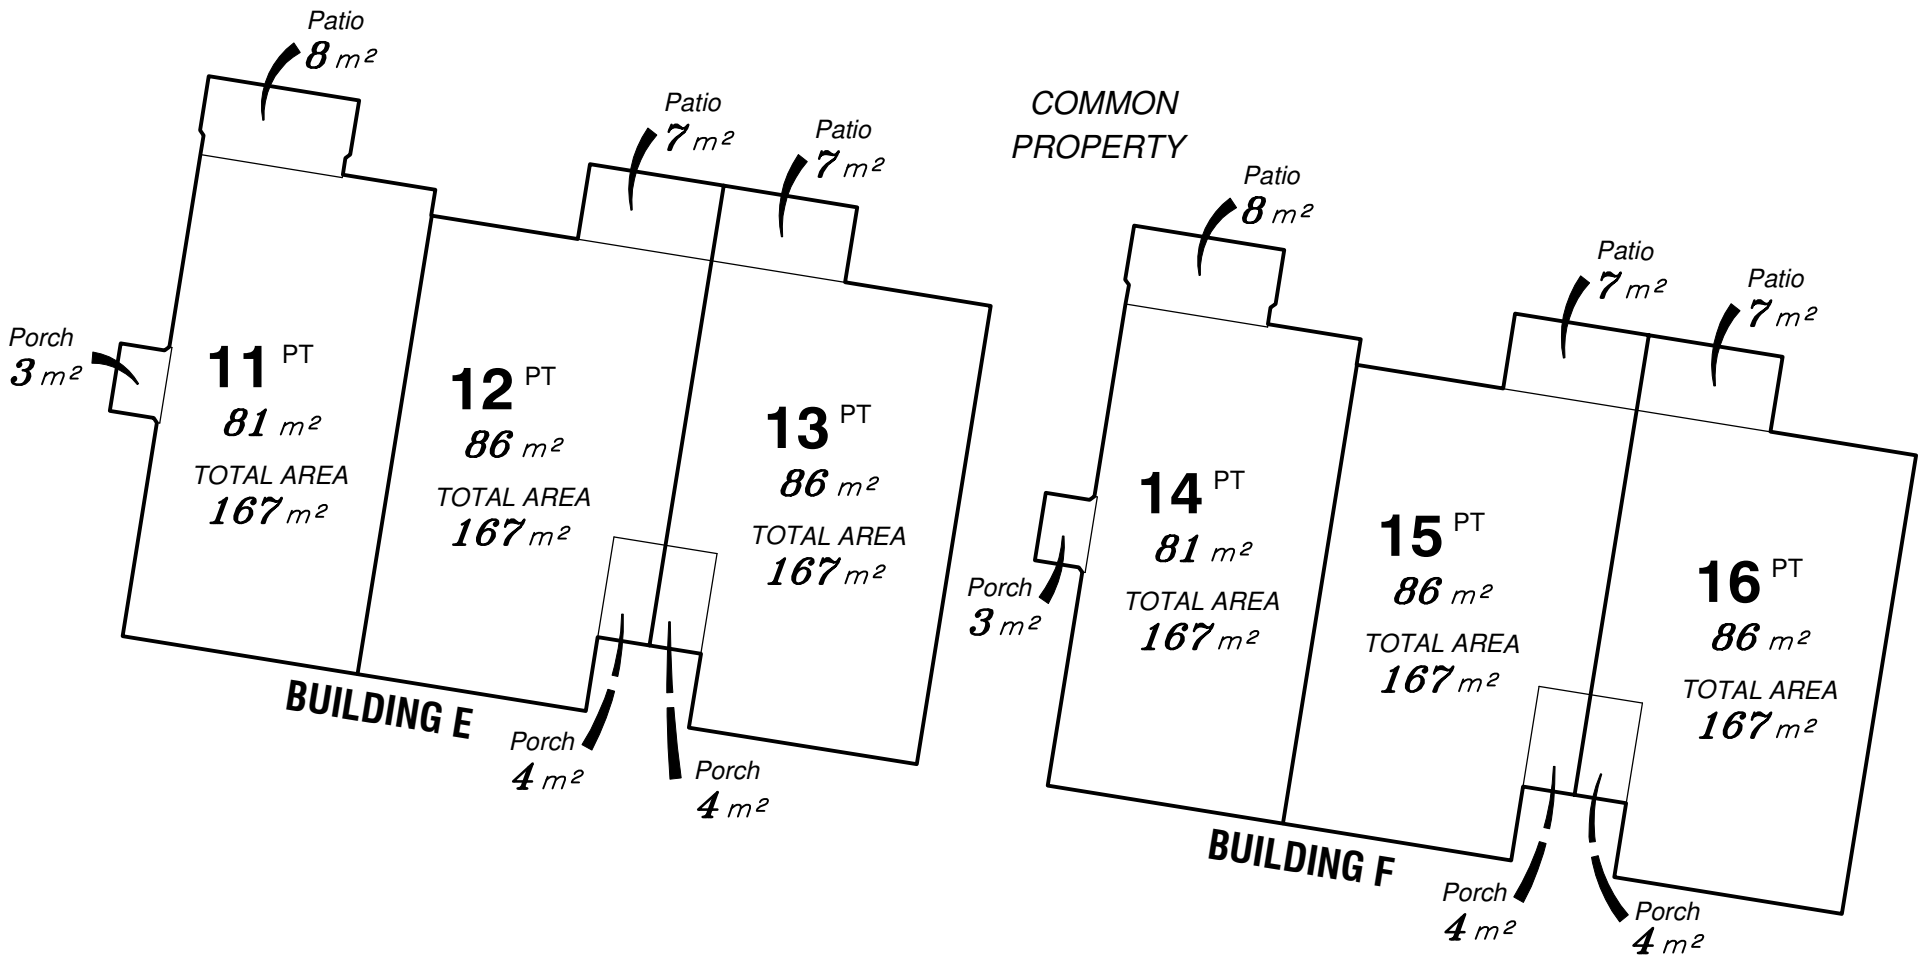 Patio
8 m²
Patio
7 m²
Patio
7 m²
COMMON
PROPERTY
Patio
8 m²
Patio
7 m²
Patio
7 m²
Porch
3 m²
11 PT
81 m²
TOTAL AREA
167 m²
12 PT
86 m²
TOTAL AREA
167 m²
13 PT
86 m²
TOTAL AREA
167 m²
Porch
4 m²
Porch
4 m²
BUILDING E
Porch
3 m²
14 PT
81 m²
TOTAL AREA
167 m²
15 PT
86 m²
TOTAL AREA
167 m²
16 PT
86 m²
TOTAL AREA
167 m²
BUILDING F
Porch
4 m²
Porch
4 m²